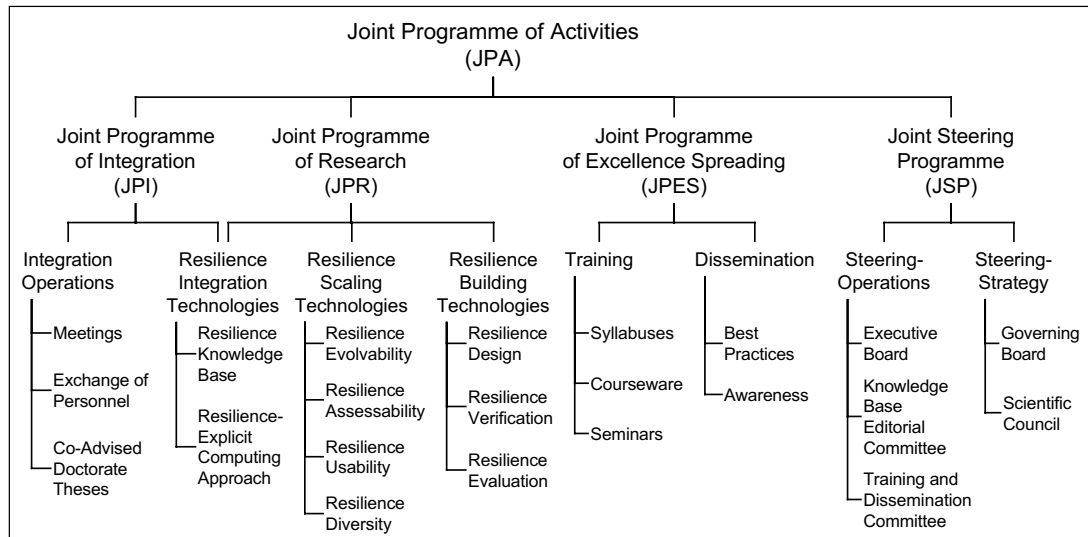 Joint Programme of Activities
(JPA)
Joint Programme
of Integration
(JPI)
Joint Programme
of Research
(JPR)
Joint Programme
of Excellence Spreading
(JPES)
Joint Steering
Programme
(JSP)
Integration
Operations
Meetings
Exchange of
Personnel
Co-Advised
Doctorate
Theses
Resilience
Integration
Technologies
Resilience
Knowledge
Base
Resilience-
Explicit
Computing
Approach
Resilience
Scaling
Technologies
Resilience
Evolvability
Resilience
Assessability
Resilience
Usability
Resilience
Diversity
Resilience
Building
Technologies
Resilience
Design
Resilience
Verification
Resilience
Evaluation
Training
Syllabuses
Courseware
Seminars
Dissemination
Best
Practices
Awareness
Steering-
Operations
Executive
Board
Knowledge
Base
Editorial
Committee
Training and
Dissemination
Committee
Steering-
Strategy
Governing
Board
Scientific
Council